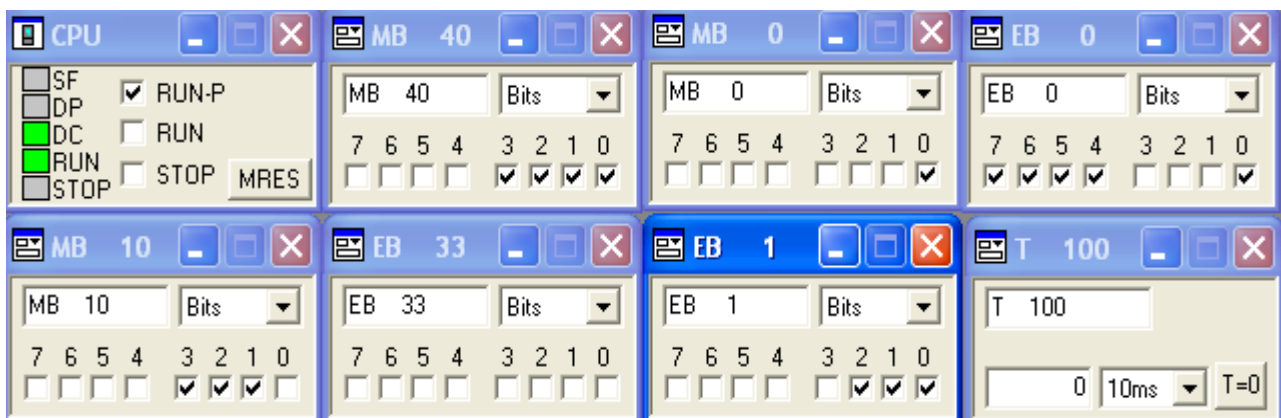 CPU
SF
DP
DC
RUN
STOP
RUN-P
RUN
STOP
MRES
MB 40
MB 40 Bits
7 6 5 4 3 2 1 0
MB 0
MB 0 Bits
7 6 5 4 3 2 1 0
EB 0
EB 0 Bits
7 6 5 4 3 2 1 0
MB 10
MB 10 Bits
7 6 5 4 3 2 1 0
EB 33
EB 33 Bits
7 6 5 4 3 2 1 0
EB 1
EB 1 Bits
7 6 5 4 3 2 1 0
T 100
T 100
0 10ms T=0